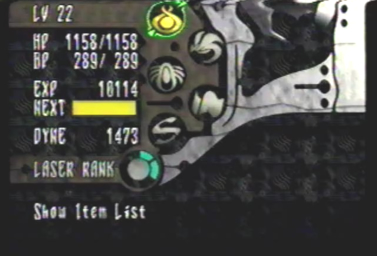 LV 22
HP 1158/1158
BP 289/ 289
EXP 10114
NEXT
DYNE 1473
LASER RANK
Show Item List